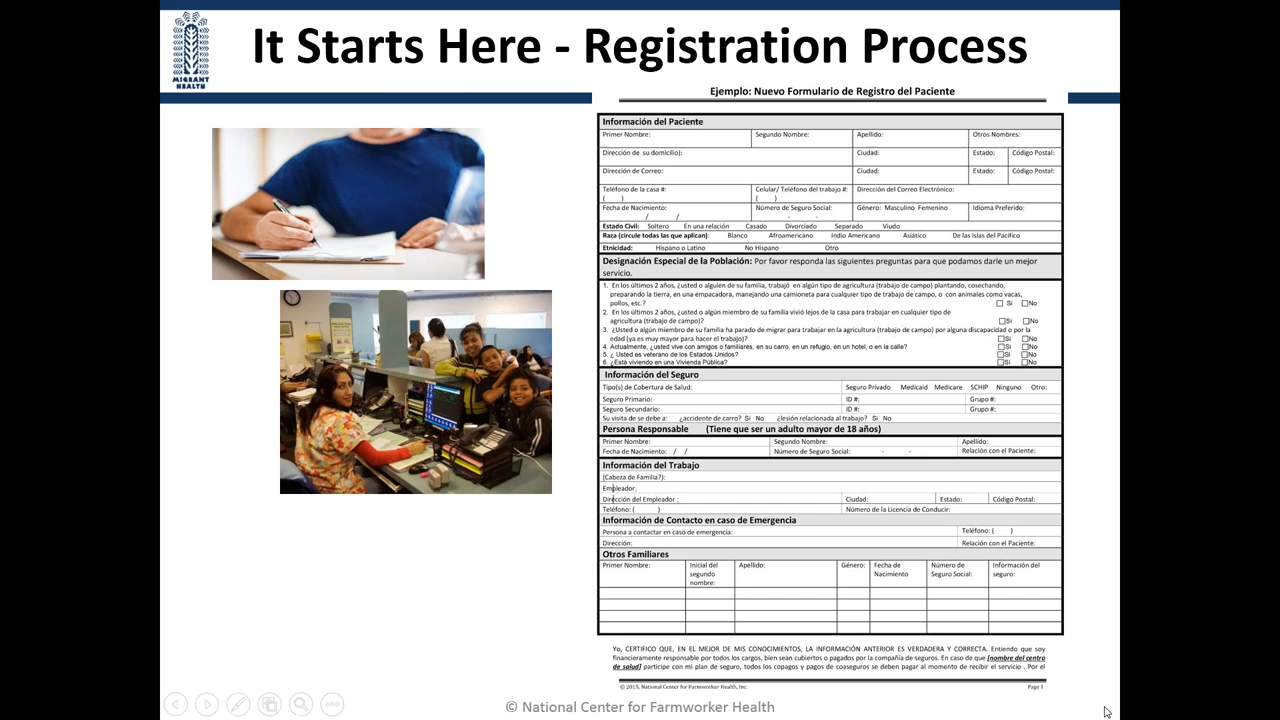 It Starts Here - Registration Process
MIGRANT
HEALTH
Ejemplo: Nuevo Formulario de Registro del Paciente
Información del Paciente
Primer Nombre: Segundo Nombre: Apellido: Otros Nombres:
Dirección de su domicilio): Ciudad: Estado: Código Postal:
Dirección de Correo: Ciudad: Estado: Código Postal:
Teléfono de la casa #: Celular/ Teléfono del trabajo #: Dirección del Correo Electrónico:
( ) ( )
Fecha de Nacimiento: Número de Seguro Social: Género: Masculino Femenino Idioma Preferido:
/ / - -
Estado Civil: Soltero En una relación Casado Divorciado Separado Viudo
Raza (circule todas las que aplican): Blanco Afroamericano Indio Americano Asiático De las Islas del Pacífico
Etnicidad: Hispano o Latino No Hispano Otro
Designación Especial de la Población: Por favor responda las siguientes preguntas para que podamos darle un mejor
servicio.
1. En los últimos 2 años, ¿usted o alguien de su familia, trabajó en algún tipo de agricultura (trabajo de campo) plantando, cosechando,
preparando la tierra, en una empacadora, manejando una camioneta para cualquier tipo de trabajo de campo, o con animales como vacas,
pollos, etc.? Si No
2. En los últimos 2 años, ¿usted o algún miembro de su familia vivió lejos de la casa para trabajar en cualquier tipo de
agricultura (trabajo de campo)? Si No
3. ¿Usted o algún miembro de su familia ha parado de migrar para trabajar en la agricultura (trabajo de campo) por alguna discapacidad o por la
edad (ya es muy mayor para hacer el trabajo)? Si No
4. Actualmente, ¿usted vive con amigos o familiares, en su carro, en un refugio, en un hotel, o en la calle? Si No
5. ¿ Usted es veterano de los Estados Unidos? Si No
6. ¿Está viviendo en una Vivienda Pública? Si No
Información del Seguro
Tipo(s) de Cobertura de Salud: Seguro Privado Medicaid Medicare SCHIP Ninguno Otro:
Seguro Primario: ID #: Grupo #:
Seguro Secundario: ID #: Grupo #:
Su visita de se debe a: ¿accidente de carro? Si No ¿lesión relacionada al trabajo? Si No
Persona Responsable (Tiene que ser un adulto mayor de 18 años)
Primer Nombre: Segundo Nombre: Apellido:
Fecha de Nacimiento: / / Número de Seguro Social: - - Relación con el Paciente:
Información del Trabajo
(Cabeza de Familia?):
Empleador:
Dirección del Empleador : Ciudad: Estado: Código Postal:
Teléfono: ( ) Número de la Licencia de Conducir:
Información de Contacto en caso de Emergencia
Persona a contactar en caso de emergencia: Teléfono: ( )
Dirección: Relación con el Paciente:
Otros Familiares
Primer Nombre: Inicial del segundo nombre: Apellido: Género: Fecha de Nacimiento Número de Seguro Social: Información del seguro:
Yo, CERTIFICO QUE, EN EL MEJOR DE MIS CONOCIMIENTOS, LA INFORMACIÓN ANTERIOR ES VERDADERA Y CORRECTA. Entiendo que soy
financieramente responsable por todos los cargos, bien sean cubiertos o pagados por la compañía de seguros. En caso de que [nombre del centro
de salud] participe con mi plan de seguro, todos los copagos y pagos de coaseguros se deben pagar al momento de recibir el servicio . Por el
© 2015, National Center for Farmworker Health, Inc. Page 1
© National Center for Farmworker Health